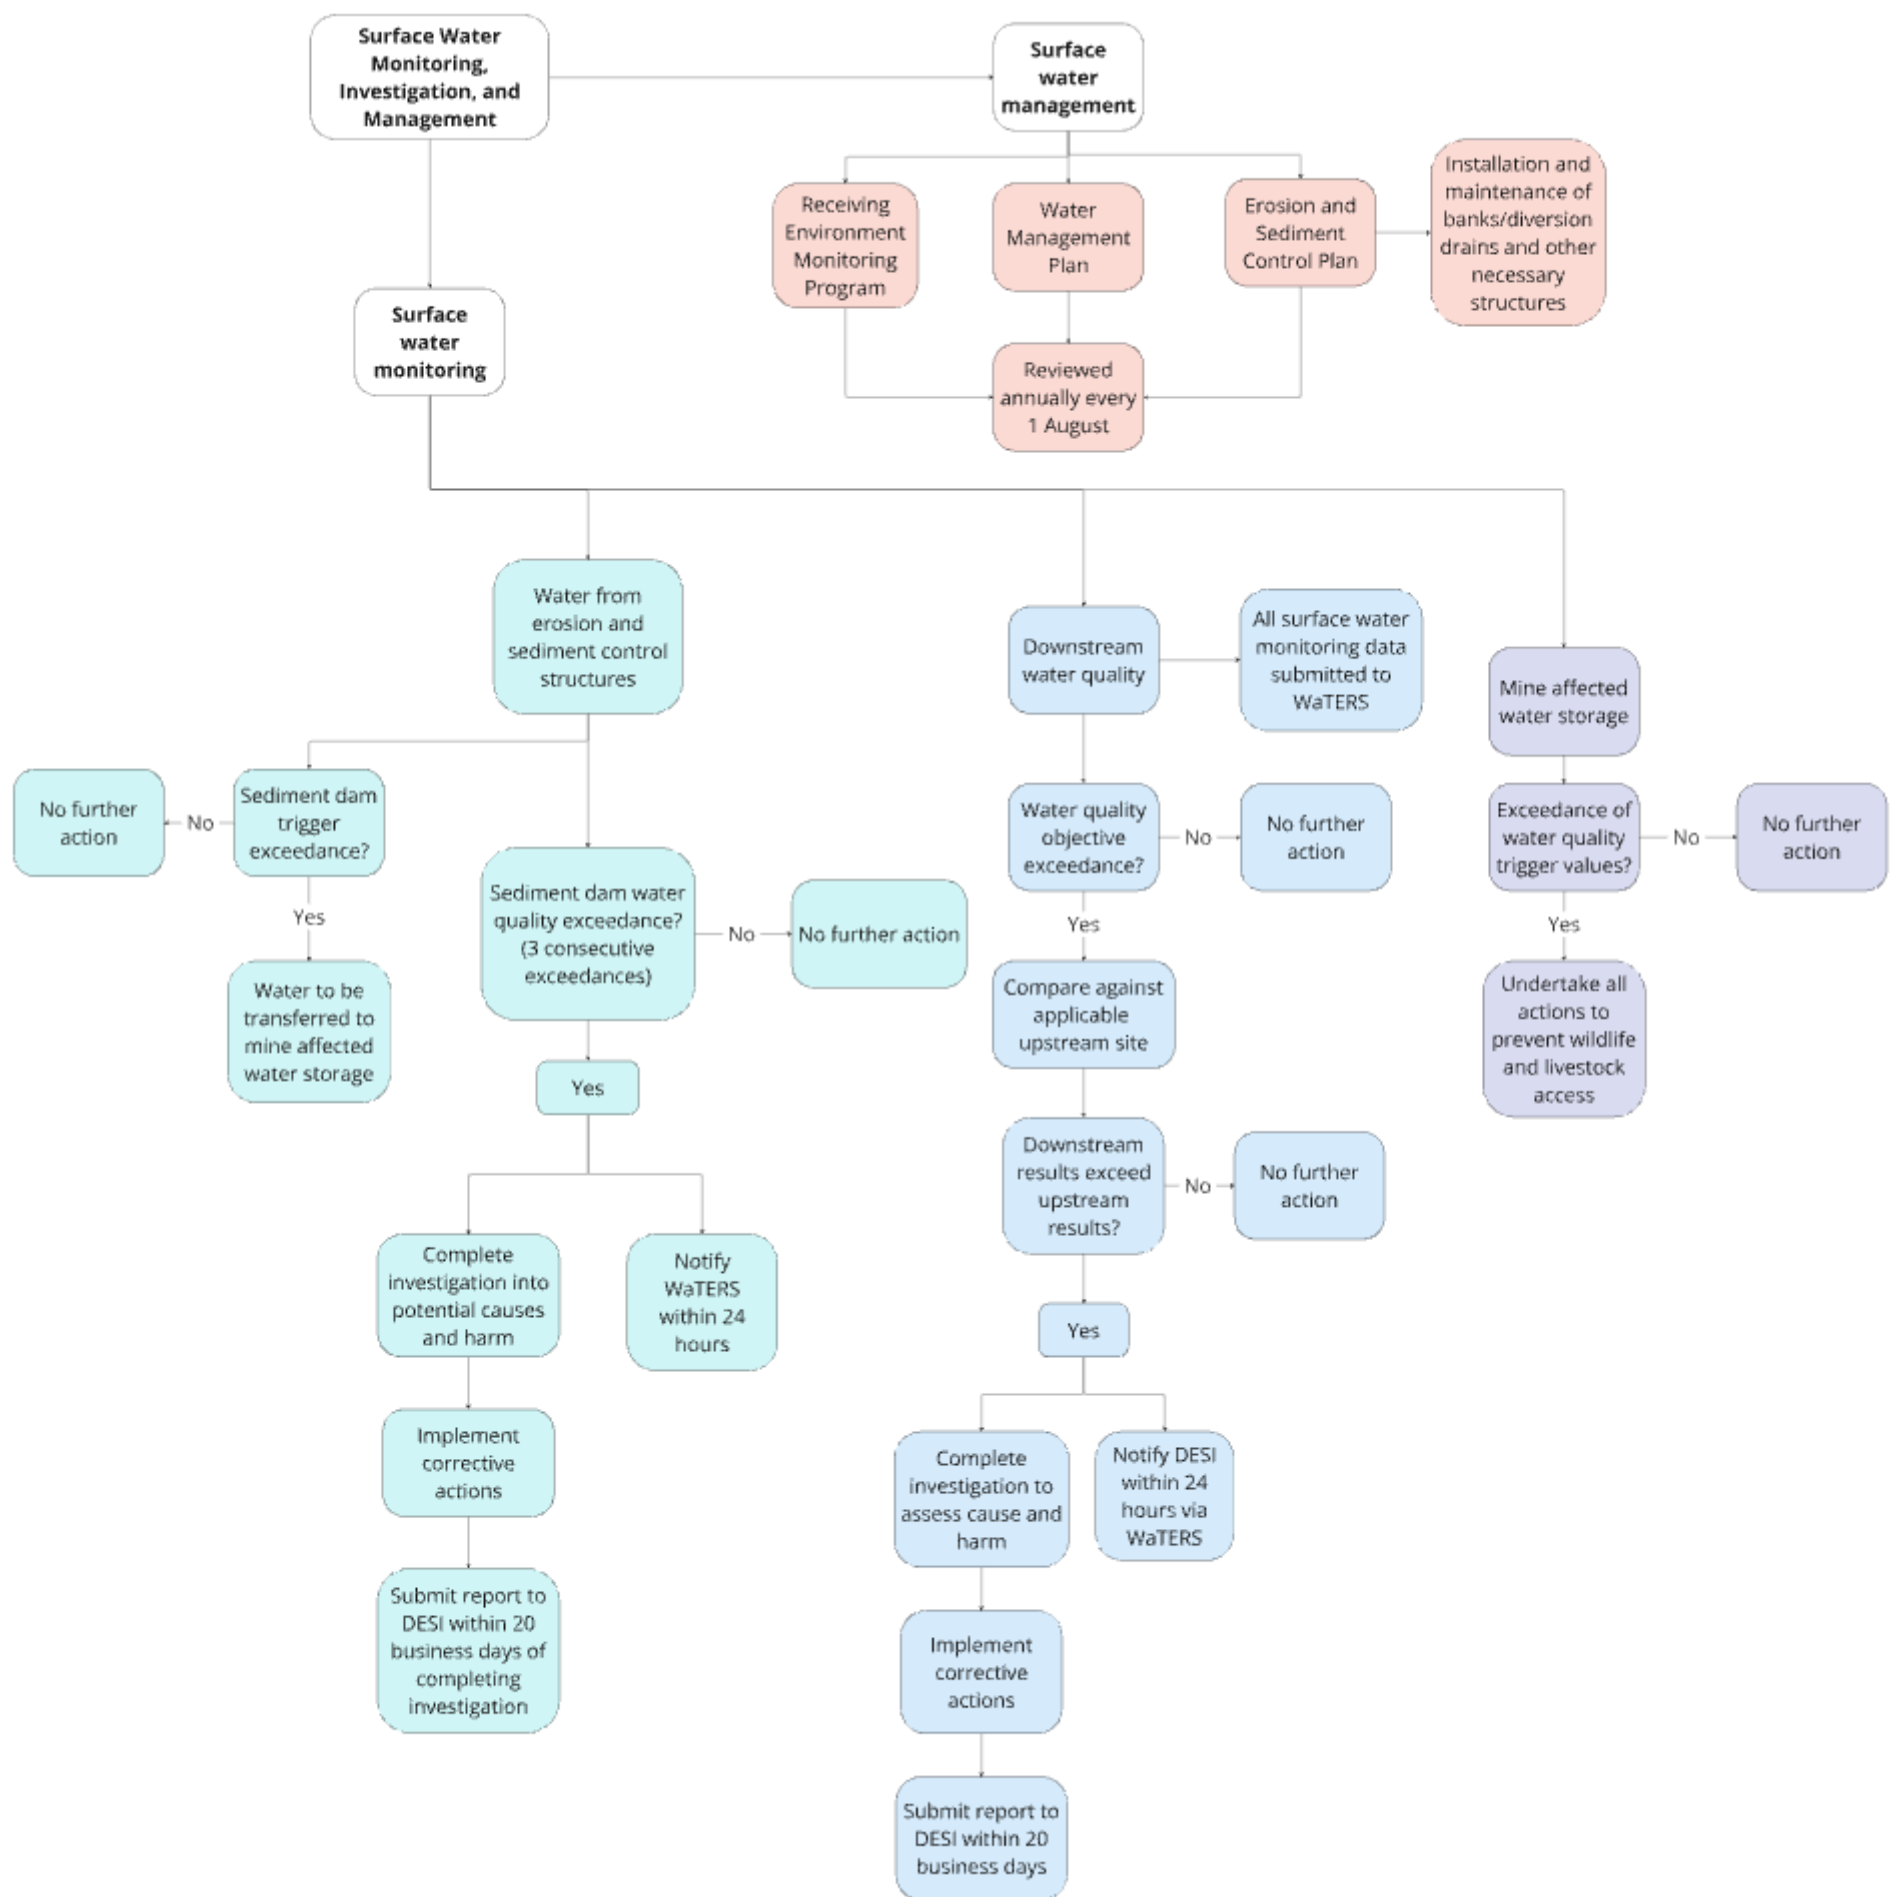 Surface Water
Monitoring,
Investigation, and
Management
Surface
water
management
Receiving
Environment
Monitoring
Program
Water
Management
Plan
Erosion and
Sediment
Control Plan
Installation and
maintenance of
banks/diversion
drains and other
necessary
structures
Reviewed
annually every
1 August
Surface
water
monitoring
Water from
erosion and
sediment control
structures
No further
action
No
Sediment dam
trigger
exceedance?
Yes
Water to be
transferred to
mine affected
water storage
Sediment dam water
quality exceedance?
(3 consecutive
exceedances)
No
No further action
Yes
Complete
investigation into
potential causes
and harm
Notify
WaTERS
within 24
hours
Implement
corrective
actions
Submit report to
DESI within 20
business days of
completing
investigation
Downstream
water quality
All surface water
monitoring data
submitted to
WaTERS
Water quality
objective
exceedance?
No
No further
action
Yes
Compare against
applicable
upstream site
Downstream
results exceed
upstream
results?
No
No further
action
Yes
Complete
investigation to
assess cause and
harm
Notify DESI
within 24
hours via
WaTERS
Implement
corrective
actions
Submit report to
DESI within 20
business days
Mine affected
water storage
Exceedance of
water quality
trigger values?
No
No further
action
Yes
Undertake all
actions to
prevent wildlife
and livestock
access